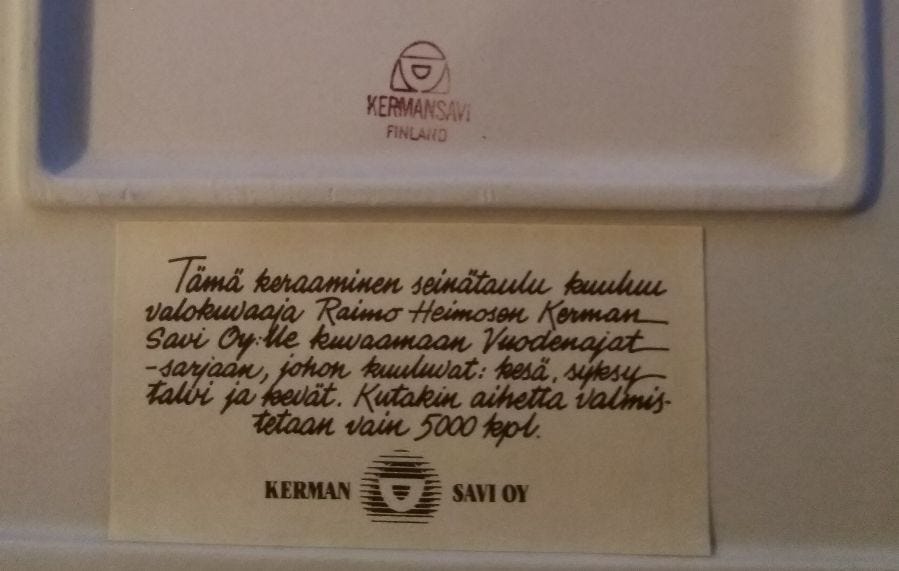 KERMANSAVI
FINLAND
Tämä keraaminen seinätaulu kuuluu
valokuvaaja Raimo Heimosen Kerman
Savi Oy:lle kuvaamaan Vuodenajat
-sarjaan, johon kuuluvat: kesä, syksy
talvi ja kevät. Kutakin aihetta valmis-
tetaan vain 5000 kpl.
KERMAN SAVI OY